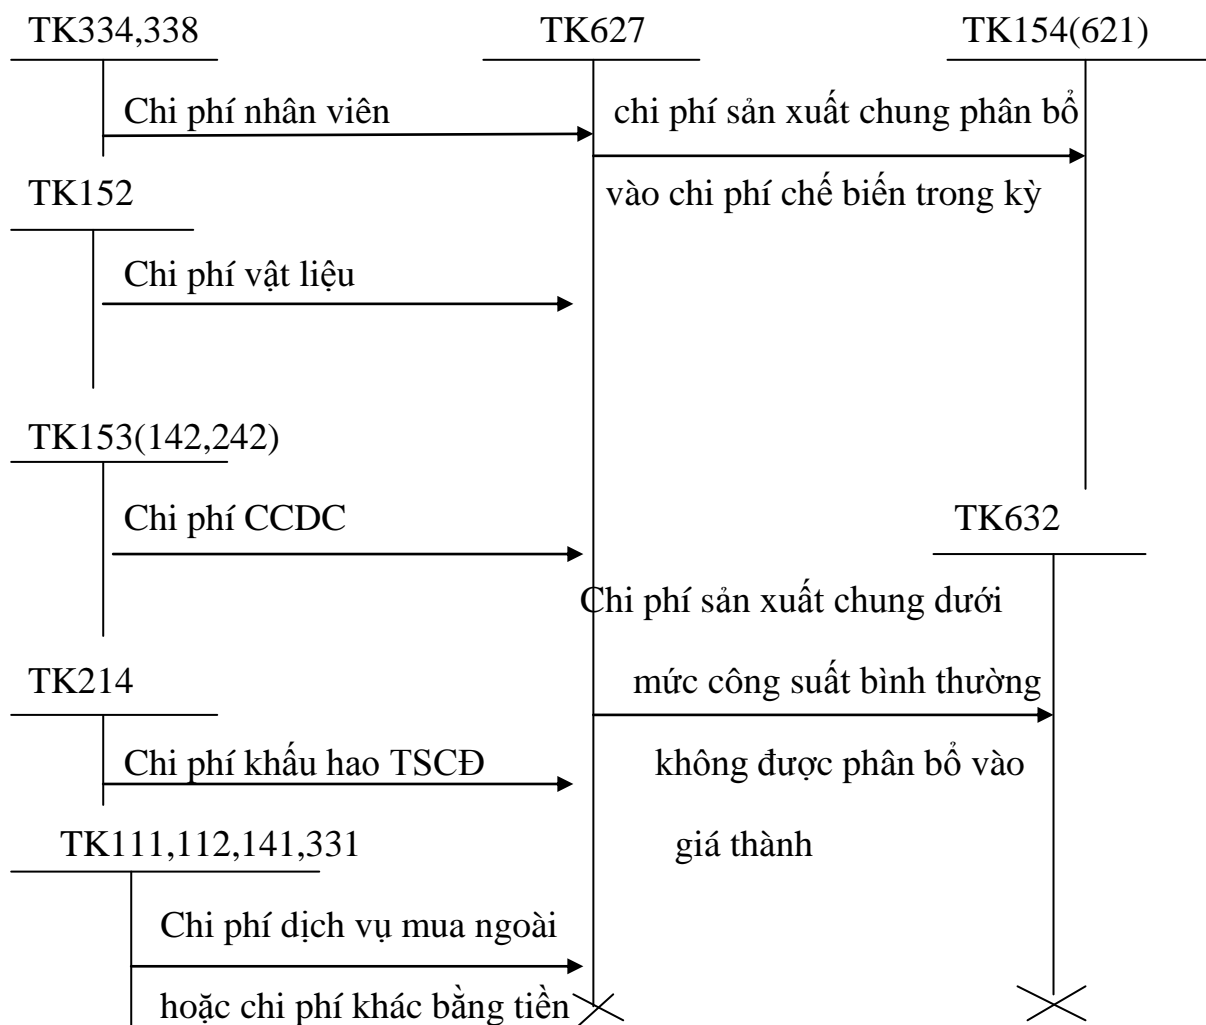 TK334,338
TK627
TK154(621)
Chi phí nhân viên
chi phí sản xuất chung phân bổ
vào chi phí chế biến trong kỳ
TK152
Chi phí vật liệu
TK153(142,242)
Chi phí CCDC
TK632
Chi phí sản xuất chung dưới
mức công suất bình thường
không được phân bổ vào
giá thành
TK214
Chi phí khấu hao TSCĐ
TK111,112,141,331
Chi phí dịch vụ mua ngoài
hoặc chi phí khác bằng tiền